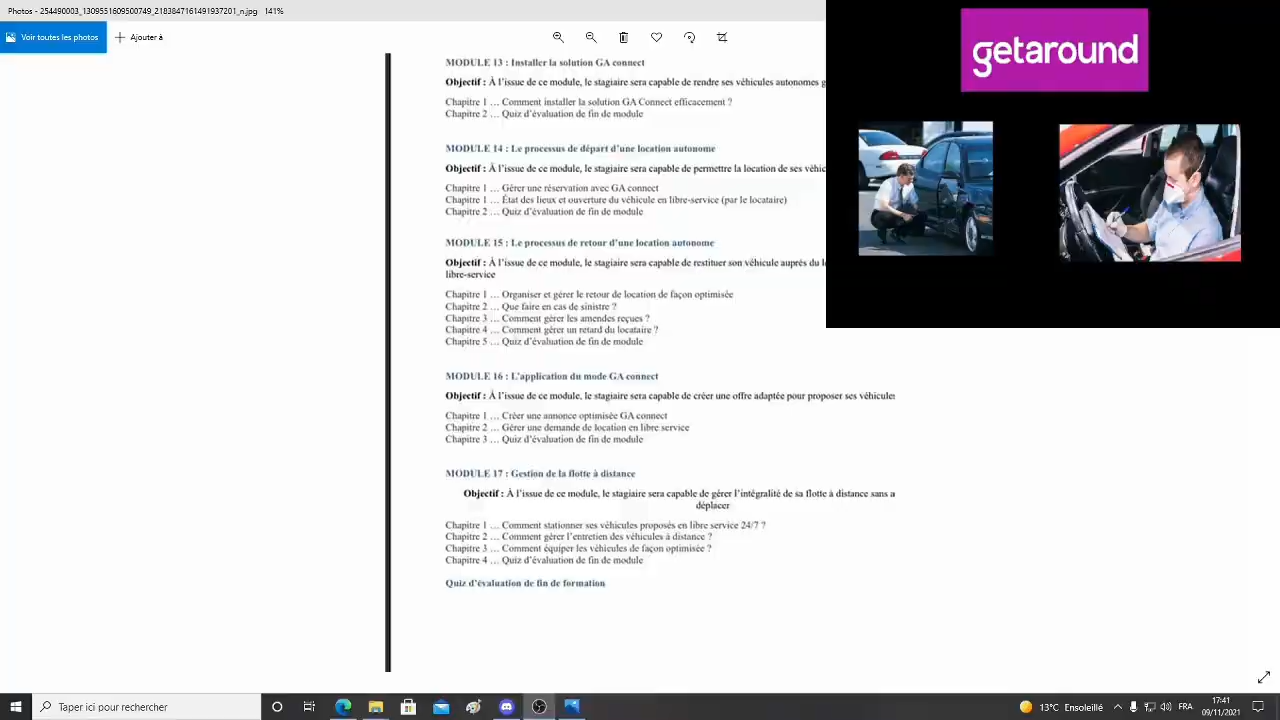 Photos - 254490003_1309551609500749_2183847161491937201_n.jpg - 141%
Voir toutes les photos
Ajouter à
getaround
MODULE 13 : Installer la solution GA connect
Objectif : À l'issue de ce module, le stagiaire sera capable de rendre ses véhicules autonomes g
Chapitre 1 … Comment installer la solution GA Connect efficacement ?
Chapitre 2 … Quiz d'évaluation de fin de module
MODULE 14 : Le processus de départ d'une location autonome
Objectif : À l'issue de ce module, le stagiaire sera capable de permettre la location de ses véhic
Chapitre 1 … Gérer une réservation avec GA connect
Chapitre 1 … État des lieux et ouverture du véhicule en libre-service (par le locataire)
Chapitre 2 … Quiz d'évaluation de fin de module
MODULE 15 : Le processus de retour d'une location autonome
Objectif : À l'issue de ce module, le stagiaire sera capable de restituer son véhicule auprès du l
libre-service
Chapitre 1 … Organiser et gérer le retour de location de façon optimisée
Chapitre 2 … Que faire en cas de sinistre ?
Chapitre 3 … Comment gérer les amendes reçues ?
Chapitre 4 … Comment gérer un retard du locataire ?
Chapitre 5 … Quiz d'évaluation de fin de module
MODULE 16 : L'application du mode GA connect
Objectif : À l'issue de ce module, le stagiaire sera capable de créer une offre adaptée pour proposer ses véhicules
Chapitre 1 … Créer une annonce optimisée GA connect
Chapitre 2 … Gérer une demande de location en libre service
Chapitre 3 … Quiz d'évaluation de fin de module
MODULE 17 : Gestion de la flotte à distance
Objectif : À l'issue de ce module, le stagiaire sera capable de gérer l'intégralité de sa flotte à distance sans a
déplacer
Chapitre 1 … Comment stationner ses véhicules proposés en libre service 24/7 ?
Chapitre 2 … Comment gérer l'entretien des véhicules à distance ?
Chapitre 3 … Comment équiper les véhicules de façon optimisée ?
Chapitre 4 … Quiz d'évaluation de fin de module
Quiz d'évaluation de fin de formation
Taper ici pour rechercher
13°C
17:41
09/11/2021